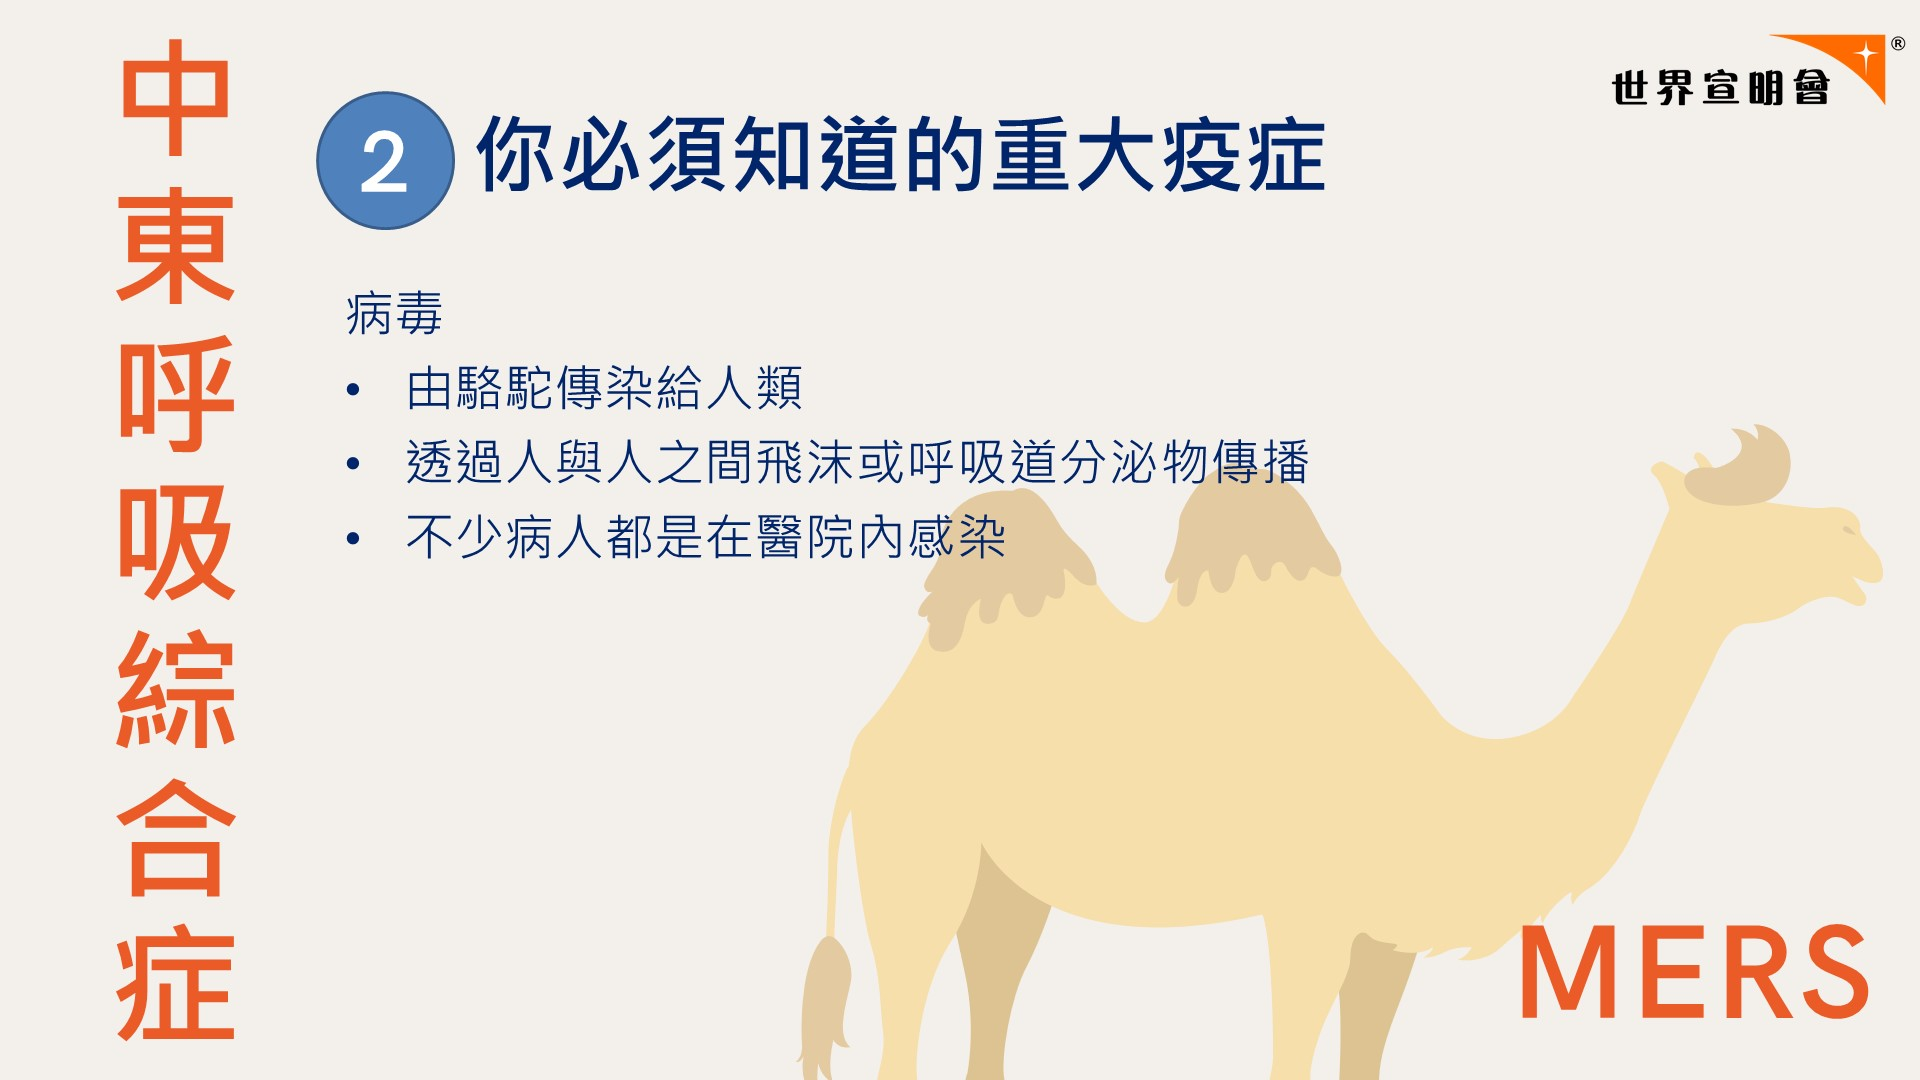 中東呼吸綜合症
世界宣明會®
2 你必須知道的重大疫症
病毒
• 由駱駝傳染給人類
• 透過人與人之間飛沫或呼吸道分泌物傳播
• 不少病人都是在醫院內感染
MERS